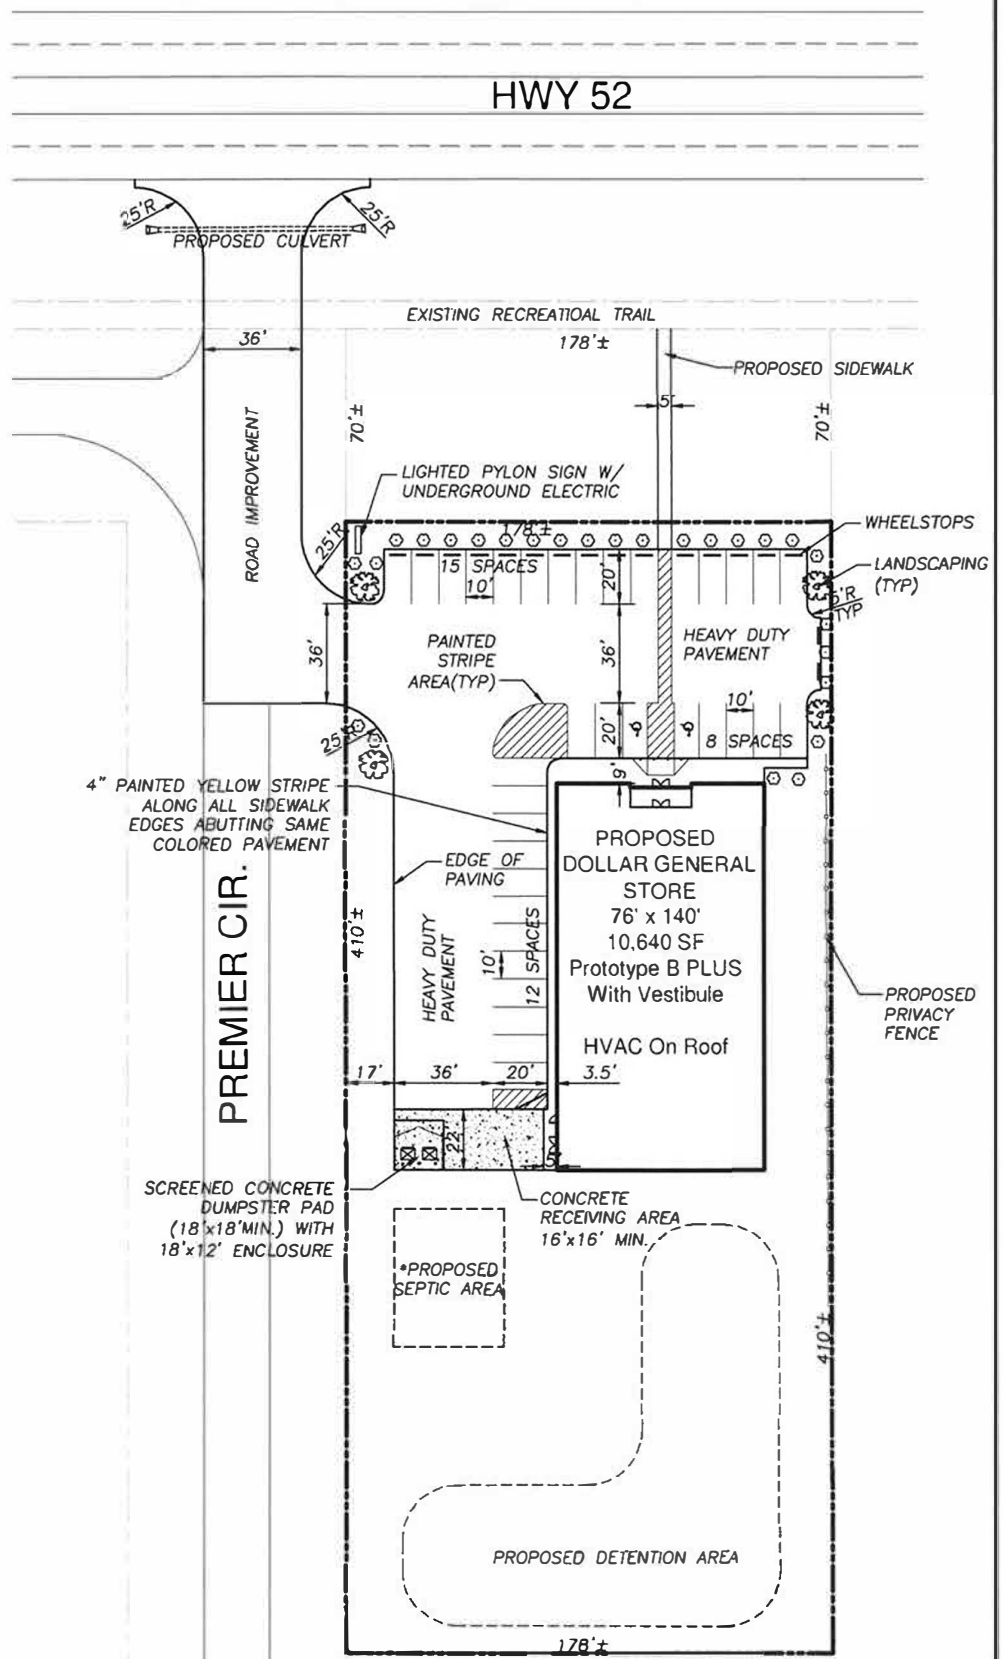 HWY 52
25'R
25'R
PROPOSED CULVERT
EXISTING RECREATIOAL TRAIL
178'±
36'
PROPOSED SIDEWALK
5'
70'±
70'±
ROAD IMPROVEMENT
LIGHTED PYLON SIGN W/
UNDERGROUND ELECTRIC
178'±
WHEELSTOPS
25'R
15 SPACES
10'
20'
LANDSCAPING
(TYP)
5'R
TYP
36'
PAINTED
STRIPE
AREA(TYP)
36'
HEAVY DUTY
PAVEMENT
10'
25'R
20'
8 SPACES
9'
4" PAINTED YELLOW STRIPE
ALONG ALL SIDEWALK
EDGES ABUTTING SAME
COLORED PAVEMENT
EDGE OF
PAVING
PROPOSED
DOLLAR GENERAL
STORE
76' x 140'
10,640 SF
Prototype B PLUS
With Vestibule
HVAC On Roof
PREMIER CIR.
410'±
HEAVY DUTY
PAVEMENT
10'
12 SPACES
PROPOSED
PRIVACY
FENCE
17'
36'
20'
3.5'
22'
5'
SCREENED CONCRETE
DUMPSTER PAD
(18'x18'MIN.) WITH
18'x12' ENCLOSURE
CONCRETE
RECEIVING AREA
16'x16' MIN.
*PROPOSED
SEPTIC AREA
410'±
PROPOSED DETENTION AREA
178'±